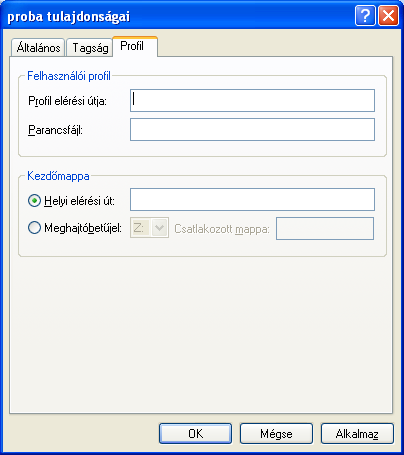 proba tulajdonságai
Általános Tagság Profil
Felhasználói profil
Profil elérési útja:
Parancsfájl:
Kezdőmappa
Helyi elérési út:
Meghajtóbetűjel: Z: Csatlakozott mappa:
OK Mégse Alkalmaz